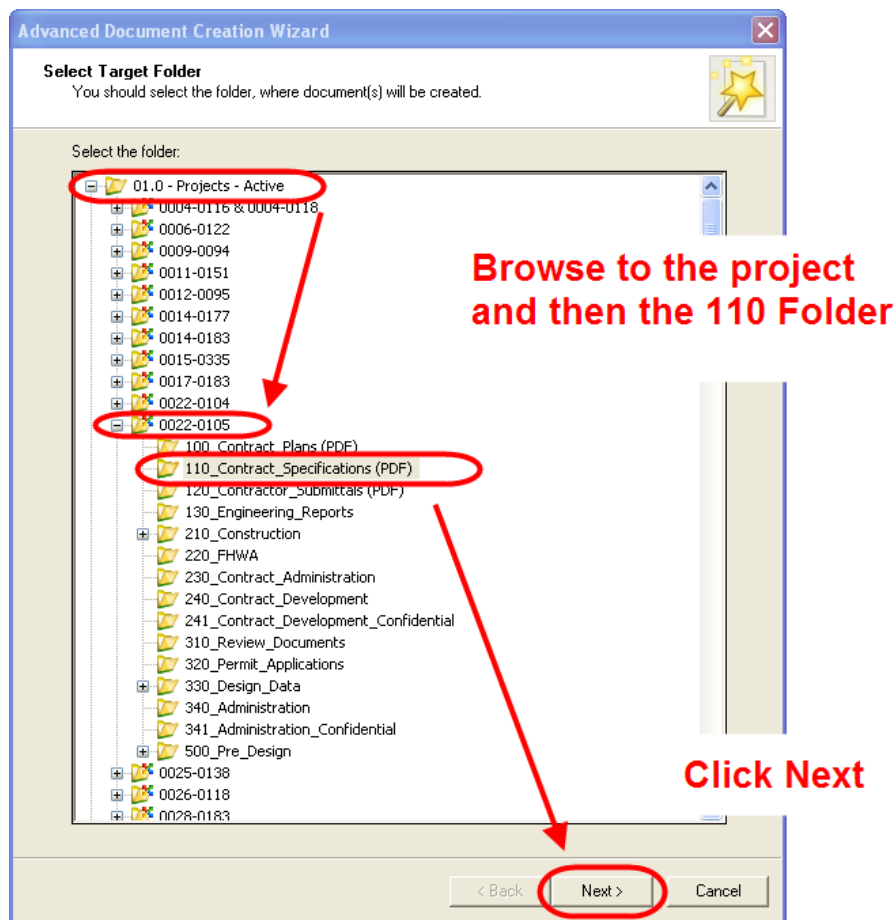 Advanced Document Creation Wizard
Select Target Folder
You should select the folder, where document(s) will be created.
Select the folder:
01.0 - Projects - Active
0004-0116 & 0004-0118
0006-0122
0009-0094
0011-0151
0012-0095
0014-0177
0014-0183
0015-0335
0017-0183
0022-0104
0022-0105
100_Contract_Plans (PDF)
110_Contract_Specifications (PDF)
120_Contractor_Submittals (PDF)
130_Engineering_Reports
210_Construction
220_FHWA
230_Contract_Administration
240_Contract_Development
241_Contract_Development_Confidential
310_Review_Documents
320_Permit_Applications
330_Design_Data
340_Administration
341_Administration_Confidential
500_Pre_Design
0025-0138
0026-0118
0028-0183
Browse to the project
and then the 110 Folder
Click Next
< Back
Next >
Cancel